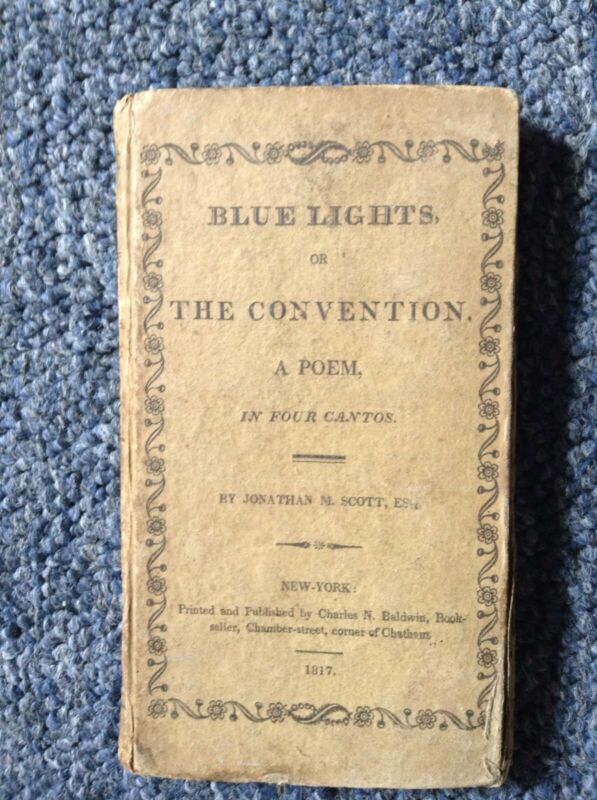 BLUE LIGHTS,
OR
THE CONVENTION.
A POEM,
IN FOUR CANTOS.
BY JONATHAN M. SCOTT, ESQ.
NEW-YORK:
Printed and Published by Charles N. Baldwin, Book-
seller, Chamber-street, corner of Chatham
1817.